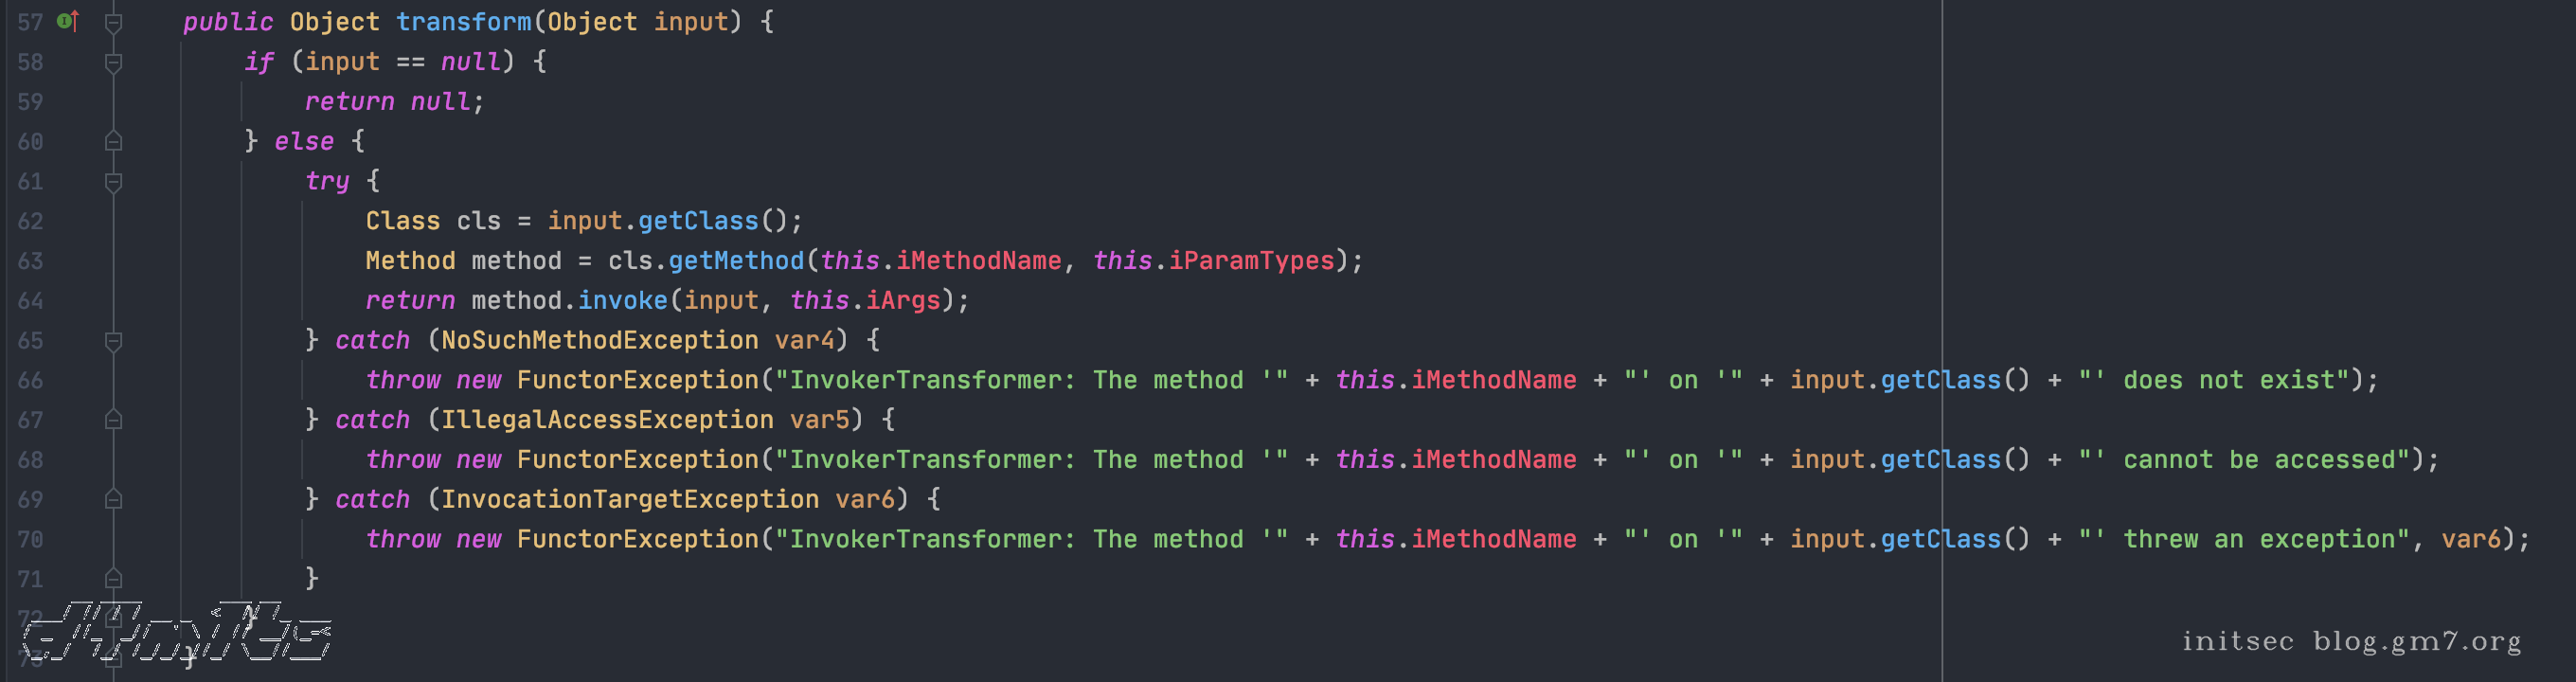 57 public Object transform(Object input) {
58 if (input == null) {
59 return null;
60 } else {
61 try {
62 Class cls = input.getClass();
63 Method method = cls.getMethod(this.iMethodName, this.iParamTypes);
64 return method.invoke(input, this.iArgs);
65 } catch (NoSuchMethodException var4) {
66 throw new FunctorException("InvokerTransformer: The method '" + this.iMethodName + "' on '" + input.getClass() + "' does not exist");
67 } catch (IllegalAccessException var5) {
68 throw new FunctorException("InvokerTransformer: The method '" + this.iMethodName + "' on '" + input.getClass() + "' cannot be accessed");
69 } catch (InvocationTargetException var6) {
70 throw new FunctorException("InvokerTransformer: The method '" + this.iMethodName + "' on '" + input.getClass() + "' threw an exception", var6);
71 }
72 }
73 }
initsec blog.gm7.org